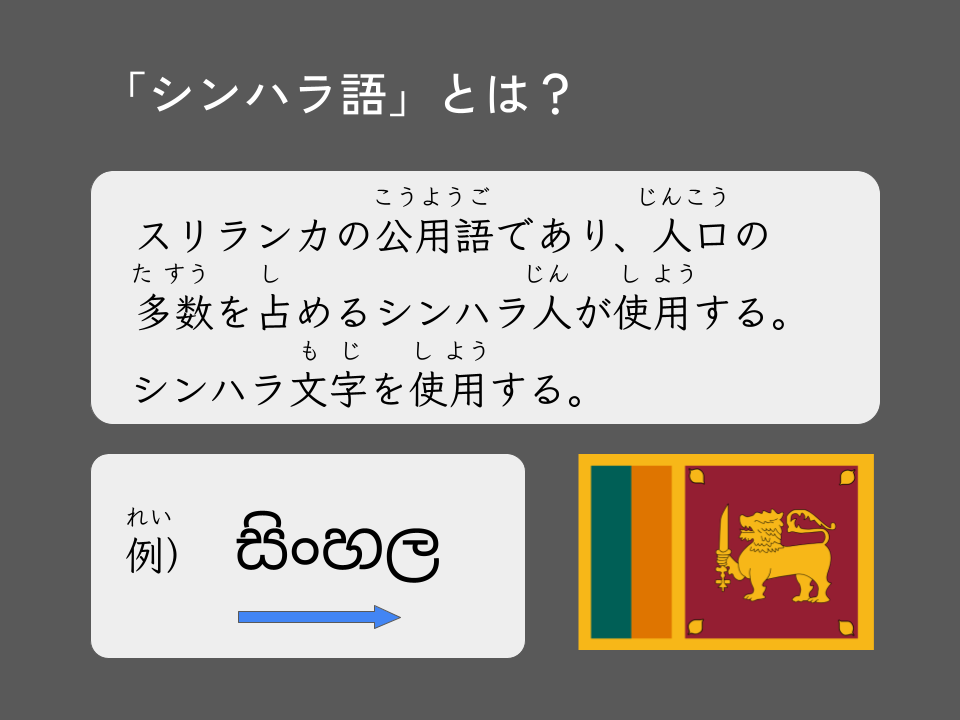 「シンハラ語」とは？
こうようご じんこう
スリランカの公用語であり、人口の
た すう し じん し よう
多数を占めるシンハラ人が使用する。
も じ し よう
シンハラ文字を使用する。
れい
例） සිංහල